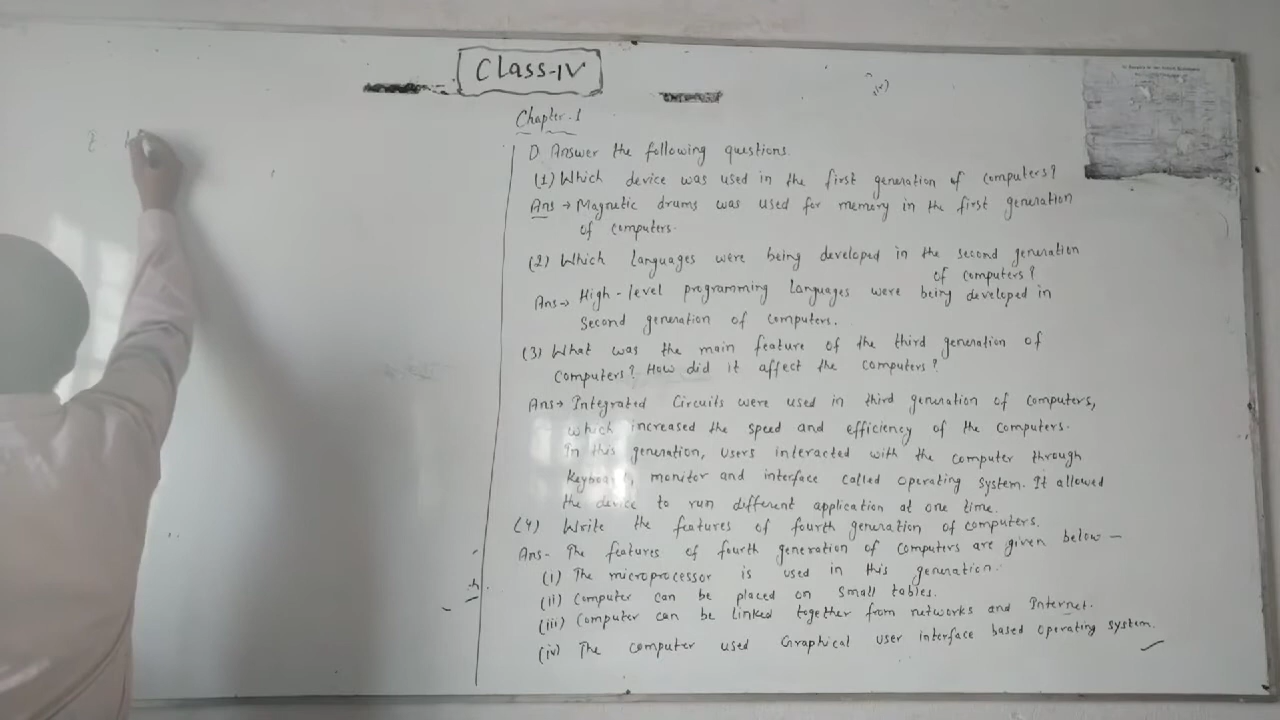 Class-IV
Chapter-1
D. Answer the following questions.
(1) Which device was used in the first generation of computers?
Ans → Magnetic drums was used for memory in the first generation
of computers.
(2) Which languages were being developed in the second generation
of computers?
Ans → High-level programming languages were being developed in
second generation of computers.
(3) What was the main feature of the third generation of
computers? How did it affect the computers?
Ans → Integrated Circuits were used in third generation of computers,
which increased the speed and efficiency of the computers.
In this generation, users interacted with the computer through
keyboard, monitor and interface called operating system. It allowed
the device to run different application at one time.
(4) Write the features of fourth generation of computers.
Ans- The features of fourth generation of computers are given below -
(i) The microprocessor is used in this generation.
(ii) Computer can be placed on small tables.
(iii) Computer can be linked together from networks and Internet.
(iv) The computer used Graphical user interface based operating system.